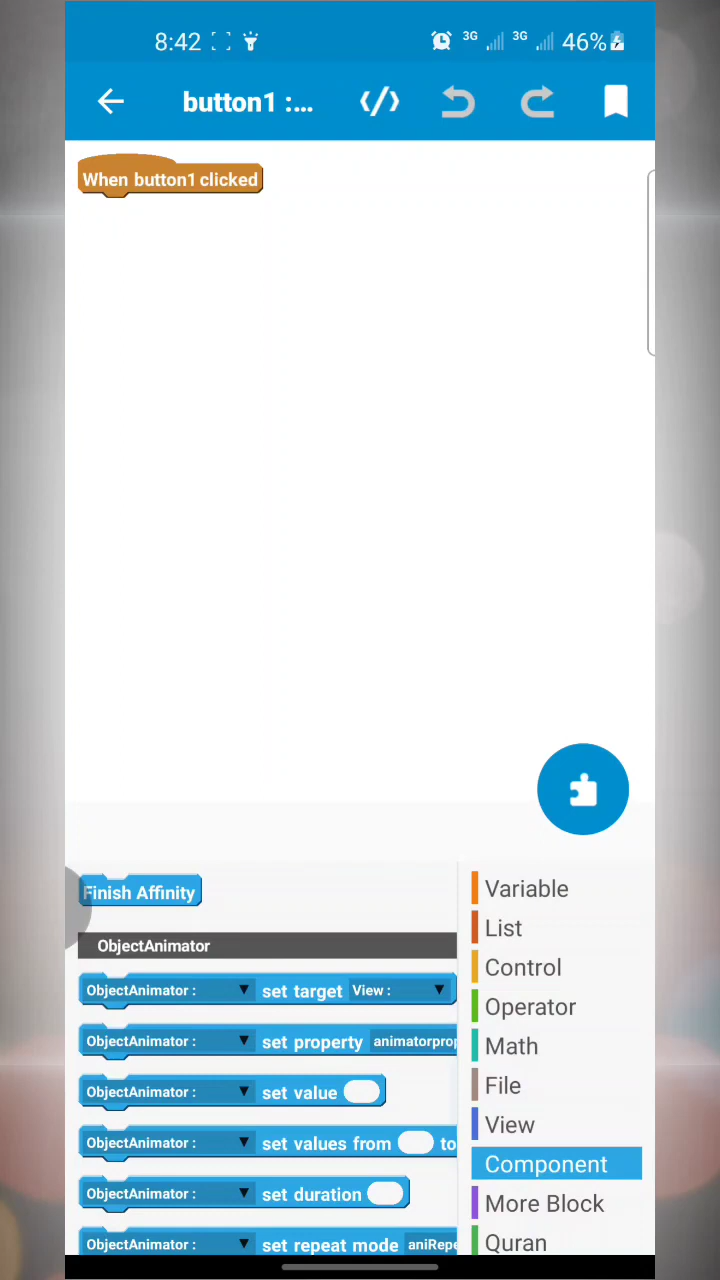 8:42 3G 3G 46%
button1 :...
When button1 clicked
Finish Affinity
ObjectAnimator
ObjectAnimator : set target View :
ObjectAnimator : set property animatorprop
ObjectAnimator : set value
ObjectAnimator : set values from to
ObjectAnimator : set duration
ObjectAnimator : set repeat mode aniRepe
Variable
List
Control
Operator
Math
File
View
Component
More Block
Quran